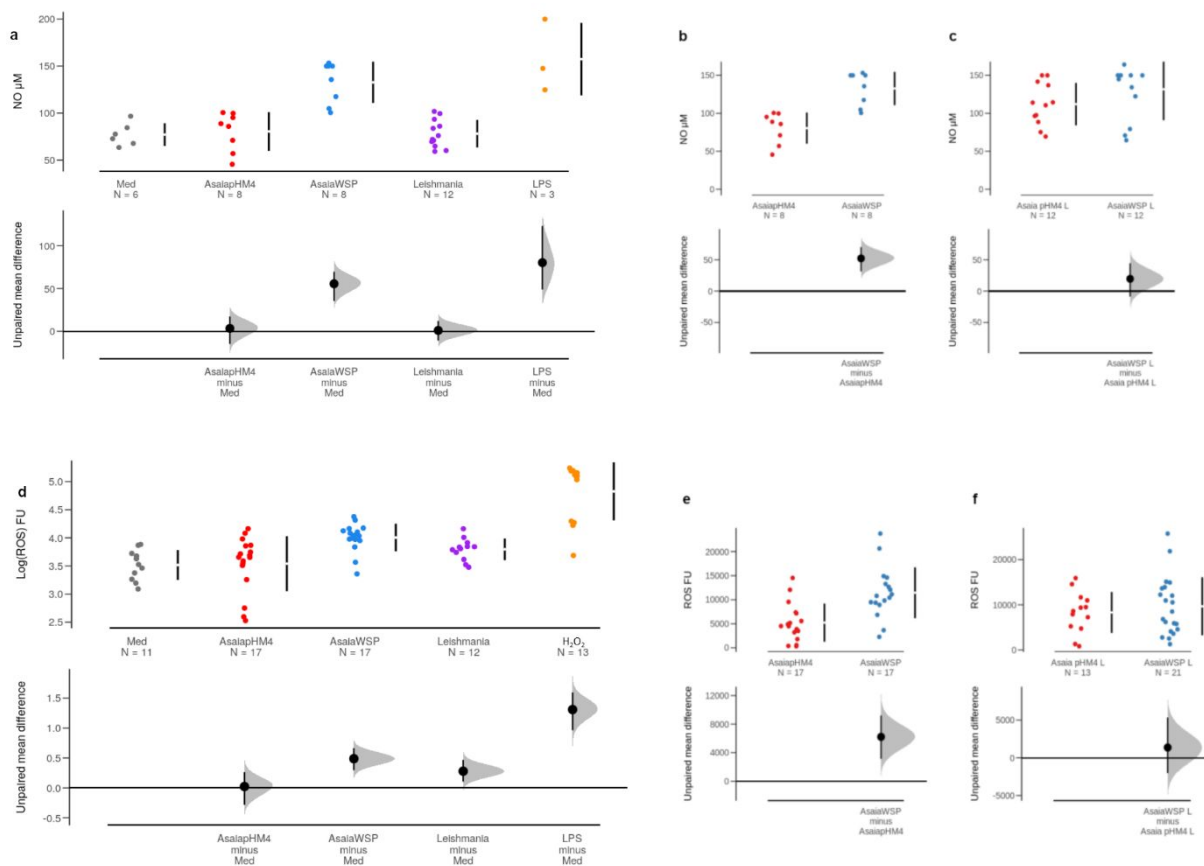 a
NO µM
200
150
100
50
Med
N = 6
AsaiapHM4
N = 8
AsaiaWSP
N = 8
Leishmania
N = 12
LPS
N = 3
Unpaired mean difference
100
50
0
AsaiapHM4
minus
Med
AsaiaWSP
minus
Med
Leishmania
minus
Med
LPS
minus
Med
b
NO µM
150
100
50
0
AsaiapHM4
N = 8
AsaiaWSP
N = 8
Unpaired mean difference
50
0
-50
AsaiaWSP
minus
AsaiapHM4
c
NO µM
150
100
50
0
Asaia pHM4 L
N = 12
AsaiaWSP L
N = 12
Unpaired mean difference
50
0
-50
AsaiaWSP L
minus
Asaia pHM4 L
d
Log(ROS) FU
5.0
4.5
4.0
3.5
3.0
2.5
Med
N = 11
AsaiapHM4
N = 17
AsaiaWSP
N = 17
Leishmania
N = 12
H₂O₂
N = 13
Unpaired mean difference
1.5
1.0
0.5
0.0
-0.5
AsaiapHM4
minus
Med
AsaiaWSP
minus
Med
Leishmania
minus
Med
LPS
minus
Med
e
ROS FU
20000
15000
10000
5000
0
AsaiapHM4
N = 17
AsaiaWSP
N = 17
Unpaired mean difference
12000
8000
4000
0
AsaiaWSP
minus
AsaiapHM4
f
ROS FU
20000
10000
0
Asaia pHM4 L
N = 13
AsaiaWSP L
N = 21
Unpaired mean difference
5000
0
-5000
AsaiaWSP L
minus
Asaia pHM4 L